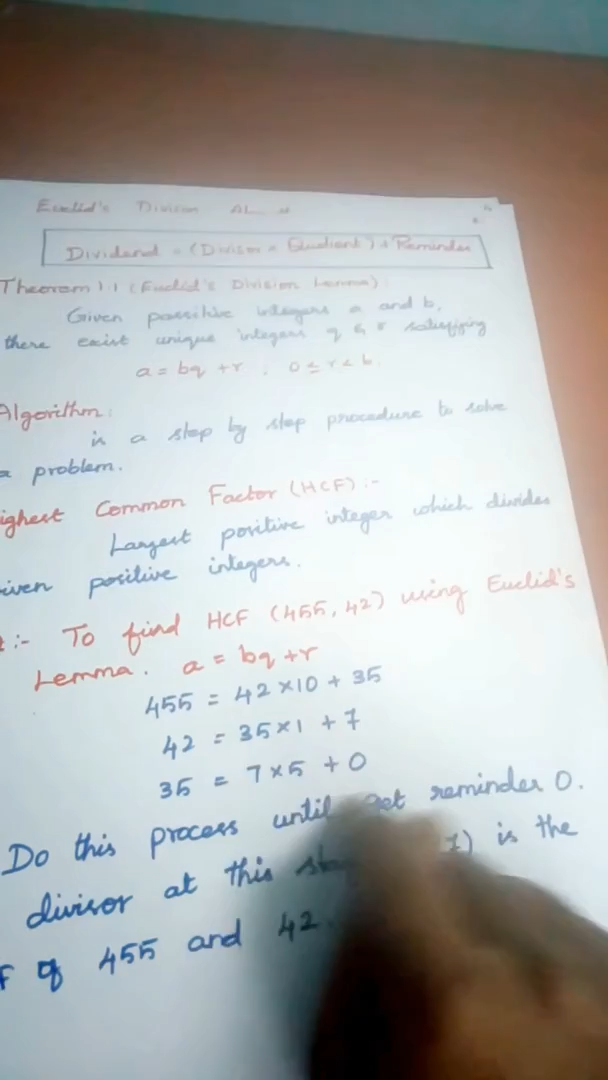 Euclid's Division
Dividend = (Divisor × Quotient) + Reminder
Theorem 1.1 (Euclid's Division Lemma):
Given possitive integers a and b,
there exist unique integers q & r satisfying
a = bq + r , 0 ≤ r < b.
Algorithm:
is a step by step procedure to solve
a problem.
ighest Common Factor (HCF) :-
Largest positive integer which divides
iven positive integers.
:- To find HCF (455, 42) using Euclid's
Lemma. a = bq + r
455 = 42 × 10 + 35
42 = 35 × 1 + 7
35 = 7 × 5 + 0
Do this process until get reminder 0.
divisor at this 7) is the
F of 455 and 42.